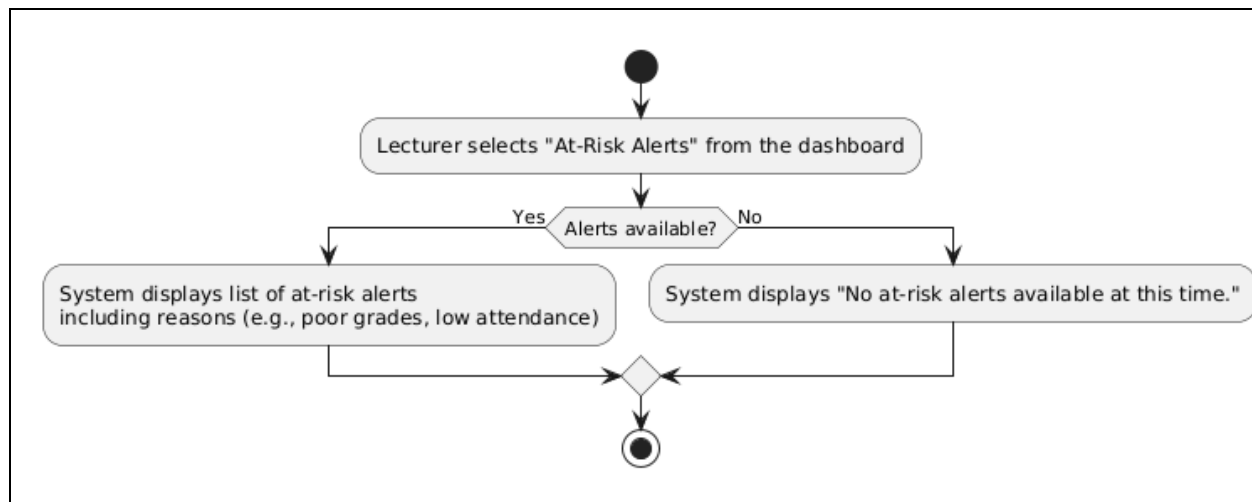 Lecturer selects "At-Risk Alerts" from the dashboard
Yes
Alerts available?
No
System displays list of at-risk alerts
including reasons (e.g., poor grades, low attendance)
System displays "No at-risk alerts available at this time."